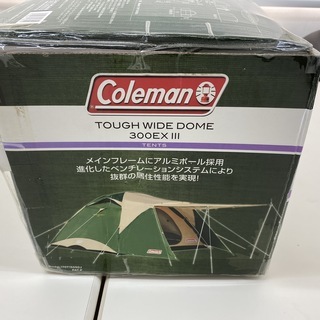 Coleman
TOUGH WIDE DOME
300EX III
TENTS
メインフレームにアルミポール採用
進化したベンチレーションシステムにより
抜群の居住性能を実現!
Coleman